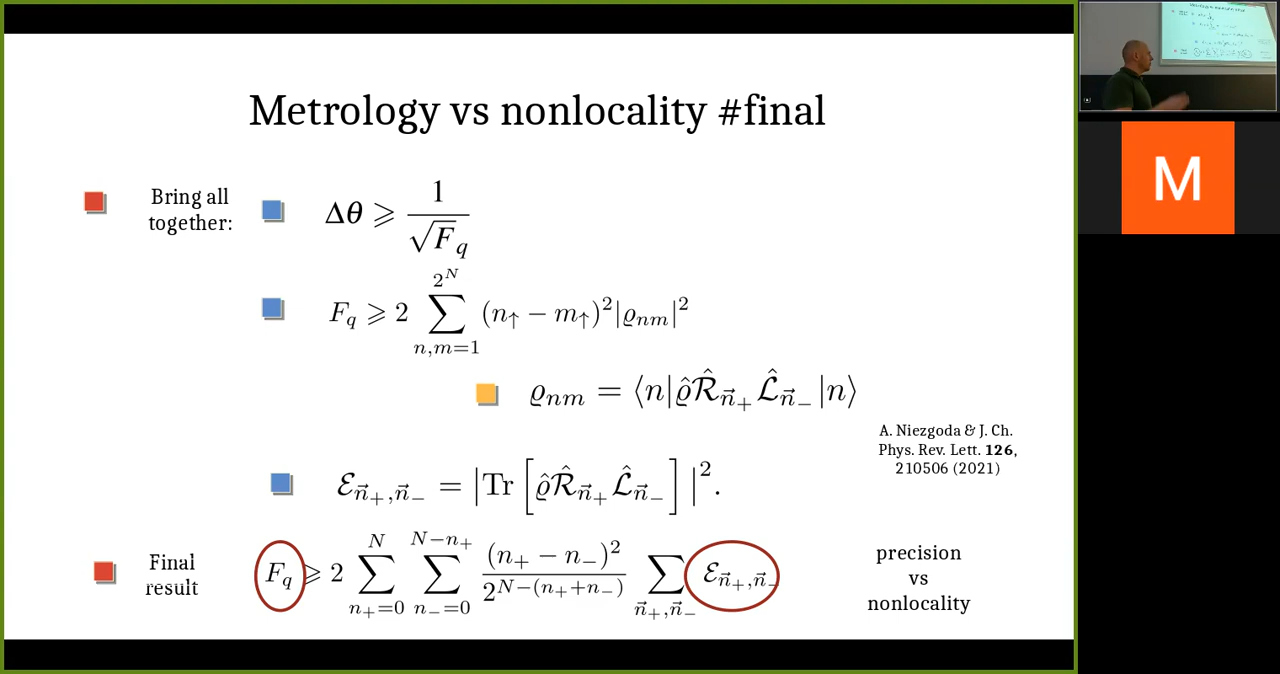 Metrology vs nonlocality #final
Bring all
together:
Δθ ⩾ 1/√F_q
F_q ⩾ 2 ∑_{n,m=1}^{2^N} (n_↑ − m_↑)^2|ϱ_{nm}|^2
ϱ_{nm} = ⟨n|ϱ̂R̂_{n⃗_+}L̂_{n⃗_−}|n⟩
A. Niezgoda & J. Ch.
Phys. Rev. Lett. 126,
210506 (2021)
ℰ_{n⃗_+,n⃗_−} = |Tr[ϱ̂R̂_{n⃗_+}L̂_{n⃗_−}]|^2.
Final
result
F_q ⩾ 2 ∑_{n_+=0}^{N} ∑_{n_−=0}^{N−n_+} (n_+ − n_−)^2/2^{N−(n_++n_−)} ∑_{n⃗_+,n⃗_−} ℰ_{n⃗_+,n⃗_−}
precision
vs
nonlocality
M